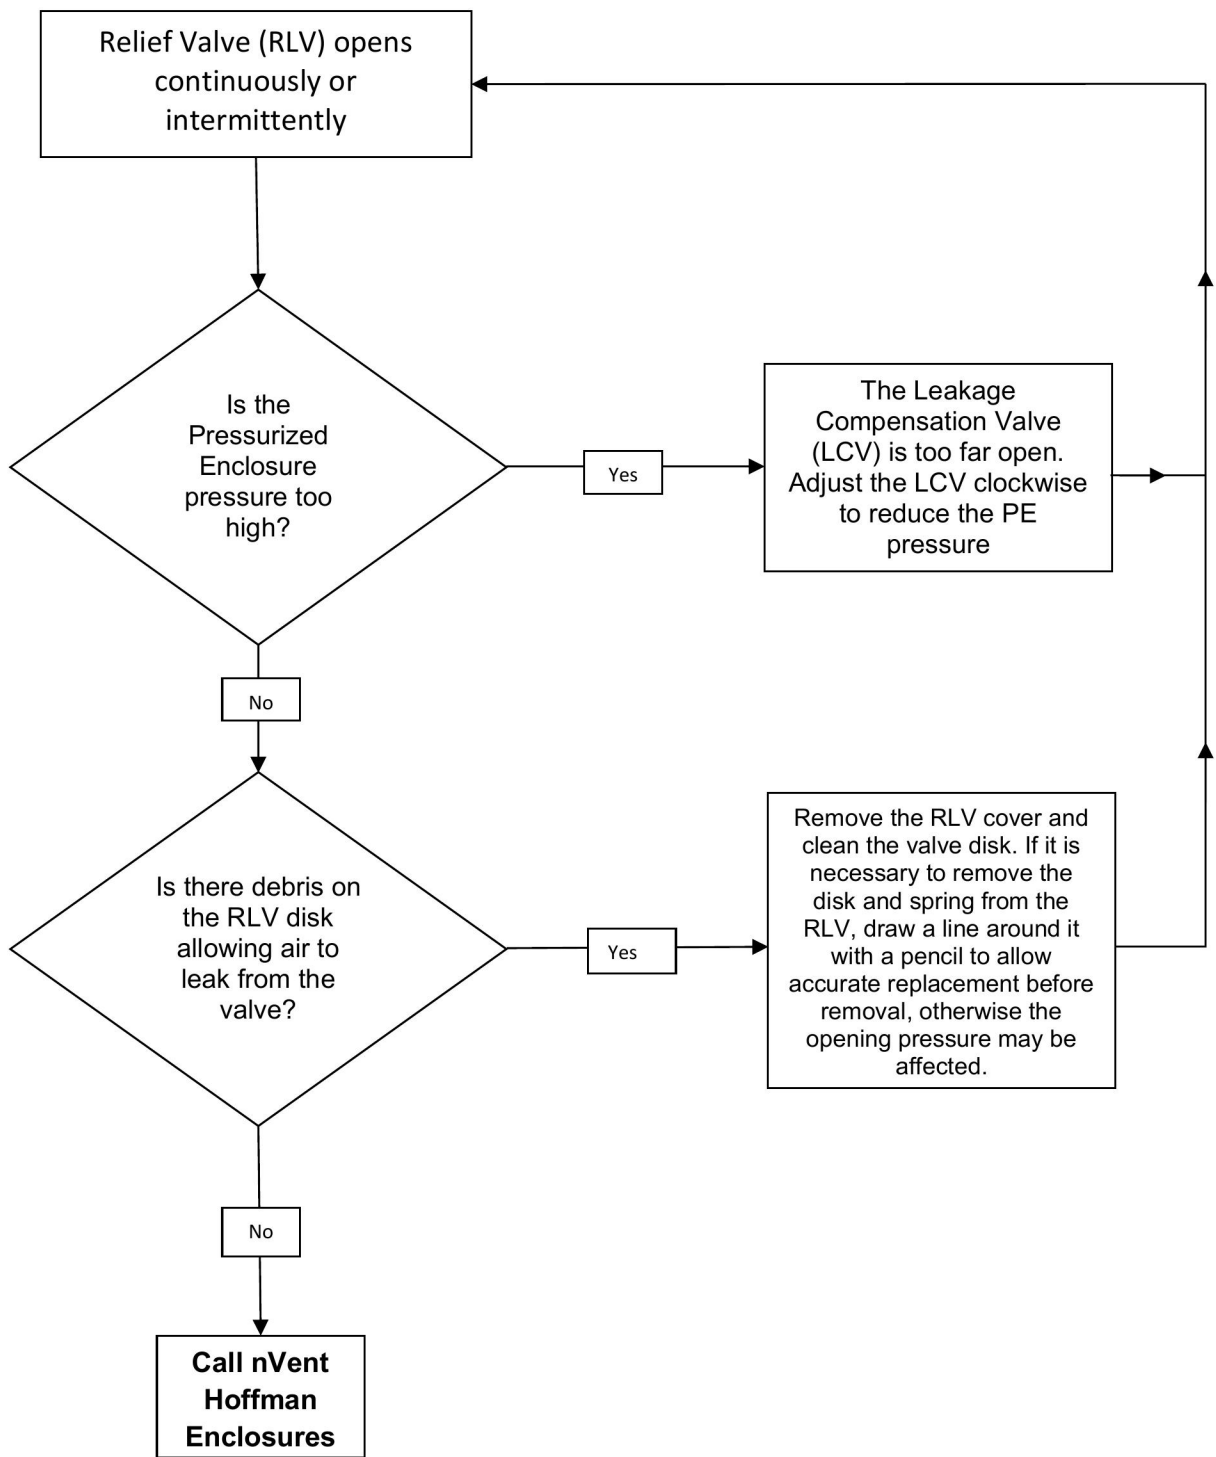 Relief Valve (RLV) opens
continuously or
intermittently
Is the
Pressurized
Enclosure
pressure too
high?
Yes
The Leakage
Compensation Valve
(LCV) is too far open.
Adjust the LCV clockwise
to reduce the PE
pressure
No
Is there debris on
the RLV disk
allowing air to
leak from the
valve?
Yes
Remove the RLV cover and
clean the valve disk. If it is
necessary to remove the
disk and spring from the
RLV, draw a line around it
with a pencil to allow
accurate replacement before
removal, otherwise the
opening pressure may be
affected.
No
Call nVent
Hoffman
Enclosures